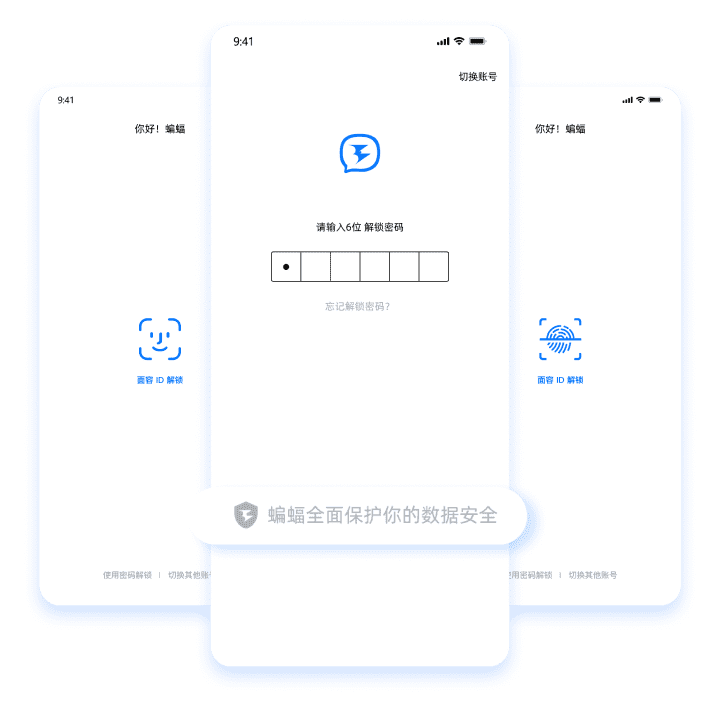 9:41
切换账号
请输入6位 解锁密码
忘记解锁密码？
蝙蝠全面保护你的数据安全
9:41
你好！蝙蝠
面容 ID 解锁
使用密码解锁 | 切换其他账
你好！蝙蝠
面容 ID 解锁
用密码解锁 | 切换其他账号